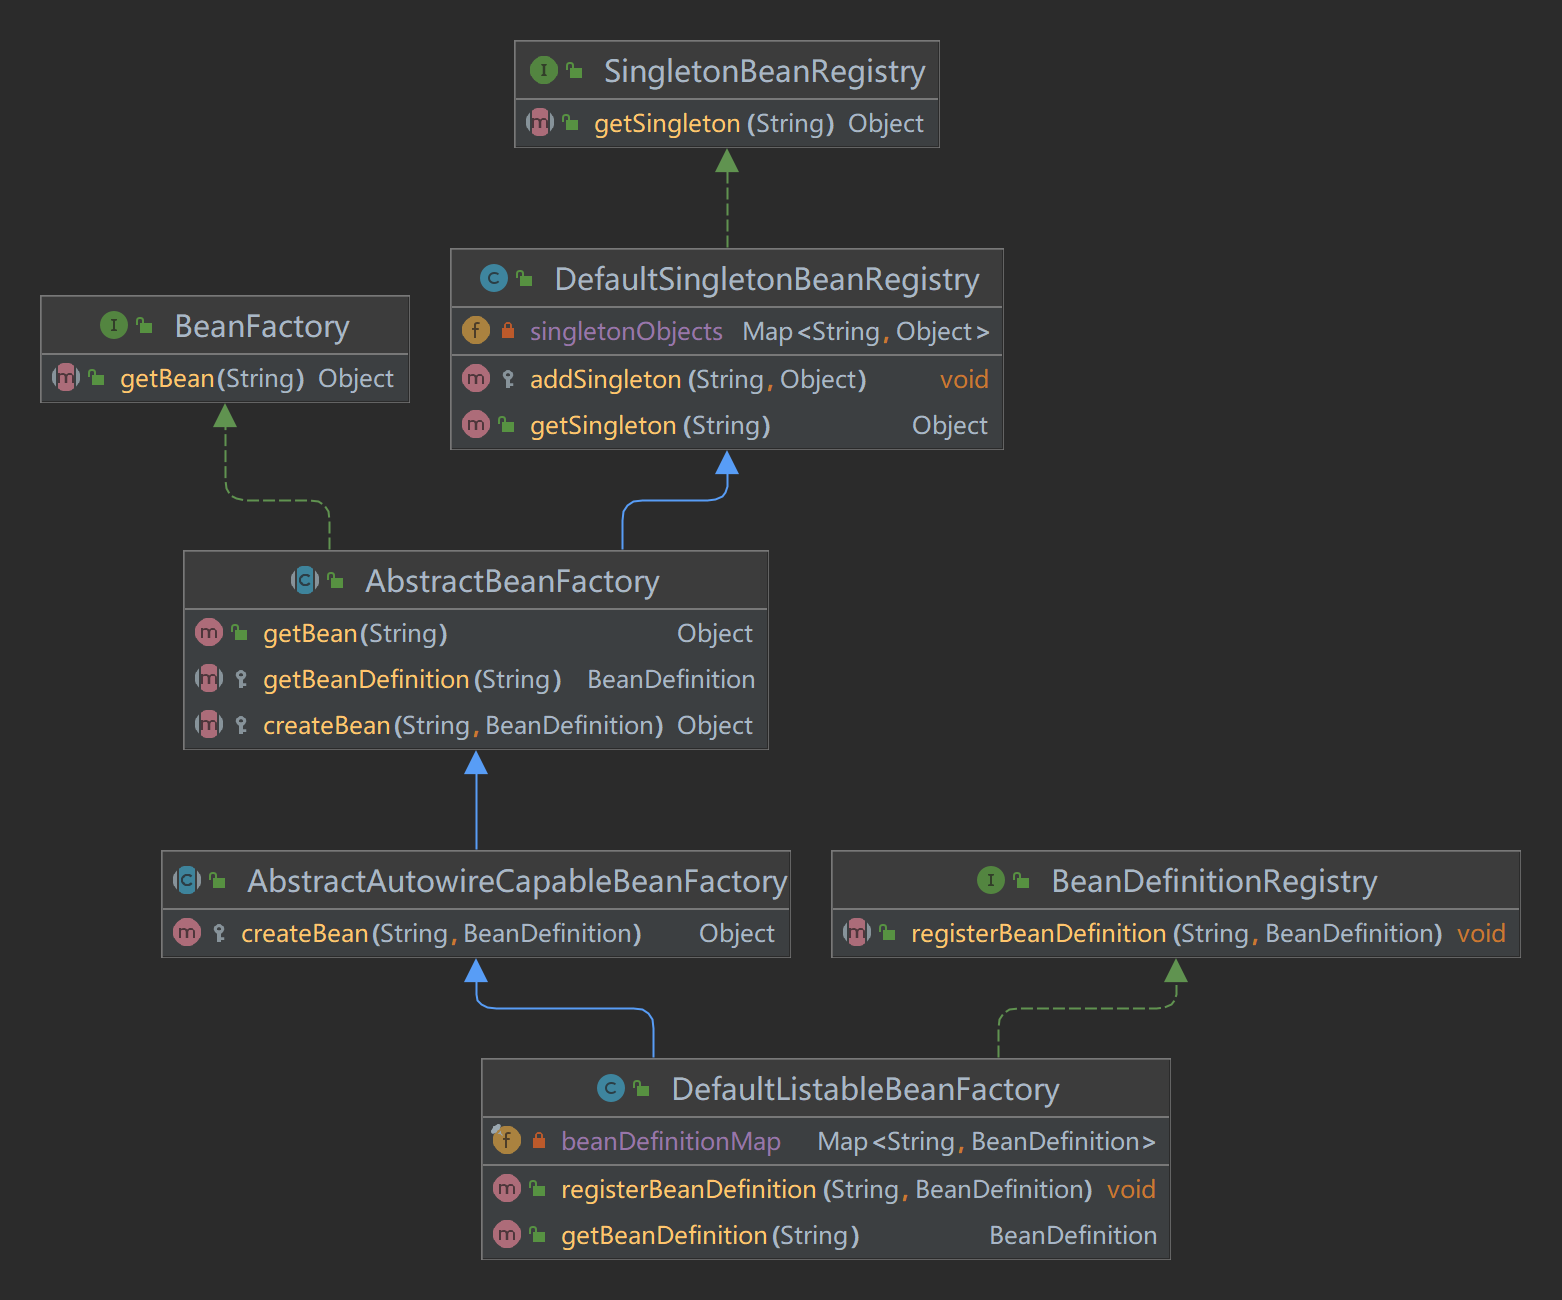 SingletonBeanRegistry
getSingleton(String) Object
DefaultSingletonBeanRegistry
singletonObjects Map<String, Object>
addSingleton(String, Object) void
getSingleton(String) Object
BeanFactory
getBean(String) Object
AbstractBeanFactory
getBean(String) Object
getBeanDefinition(String) BeanDefinition
createBean(String, BeanDefinition) Object
AbstractAutowireCapableBeanFactory
createBean(String, BeanDefinition) Object
BeanDefinitionRegistry
registerBeanDefinition(String, BeanDefinition) void
DefaultListableBeanFactory
beanDefinitionMap Map<String, BeanDefinition>
registerBeanDefinition(String, BeanDefinition) void
getBeanDefinition(String) BeanDefinition